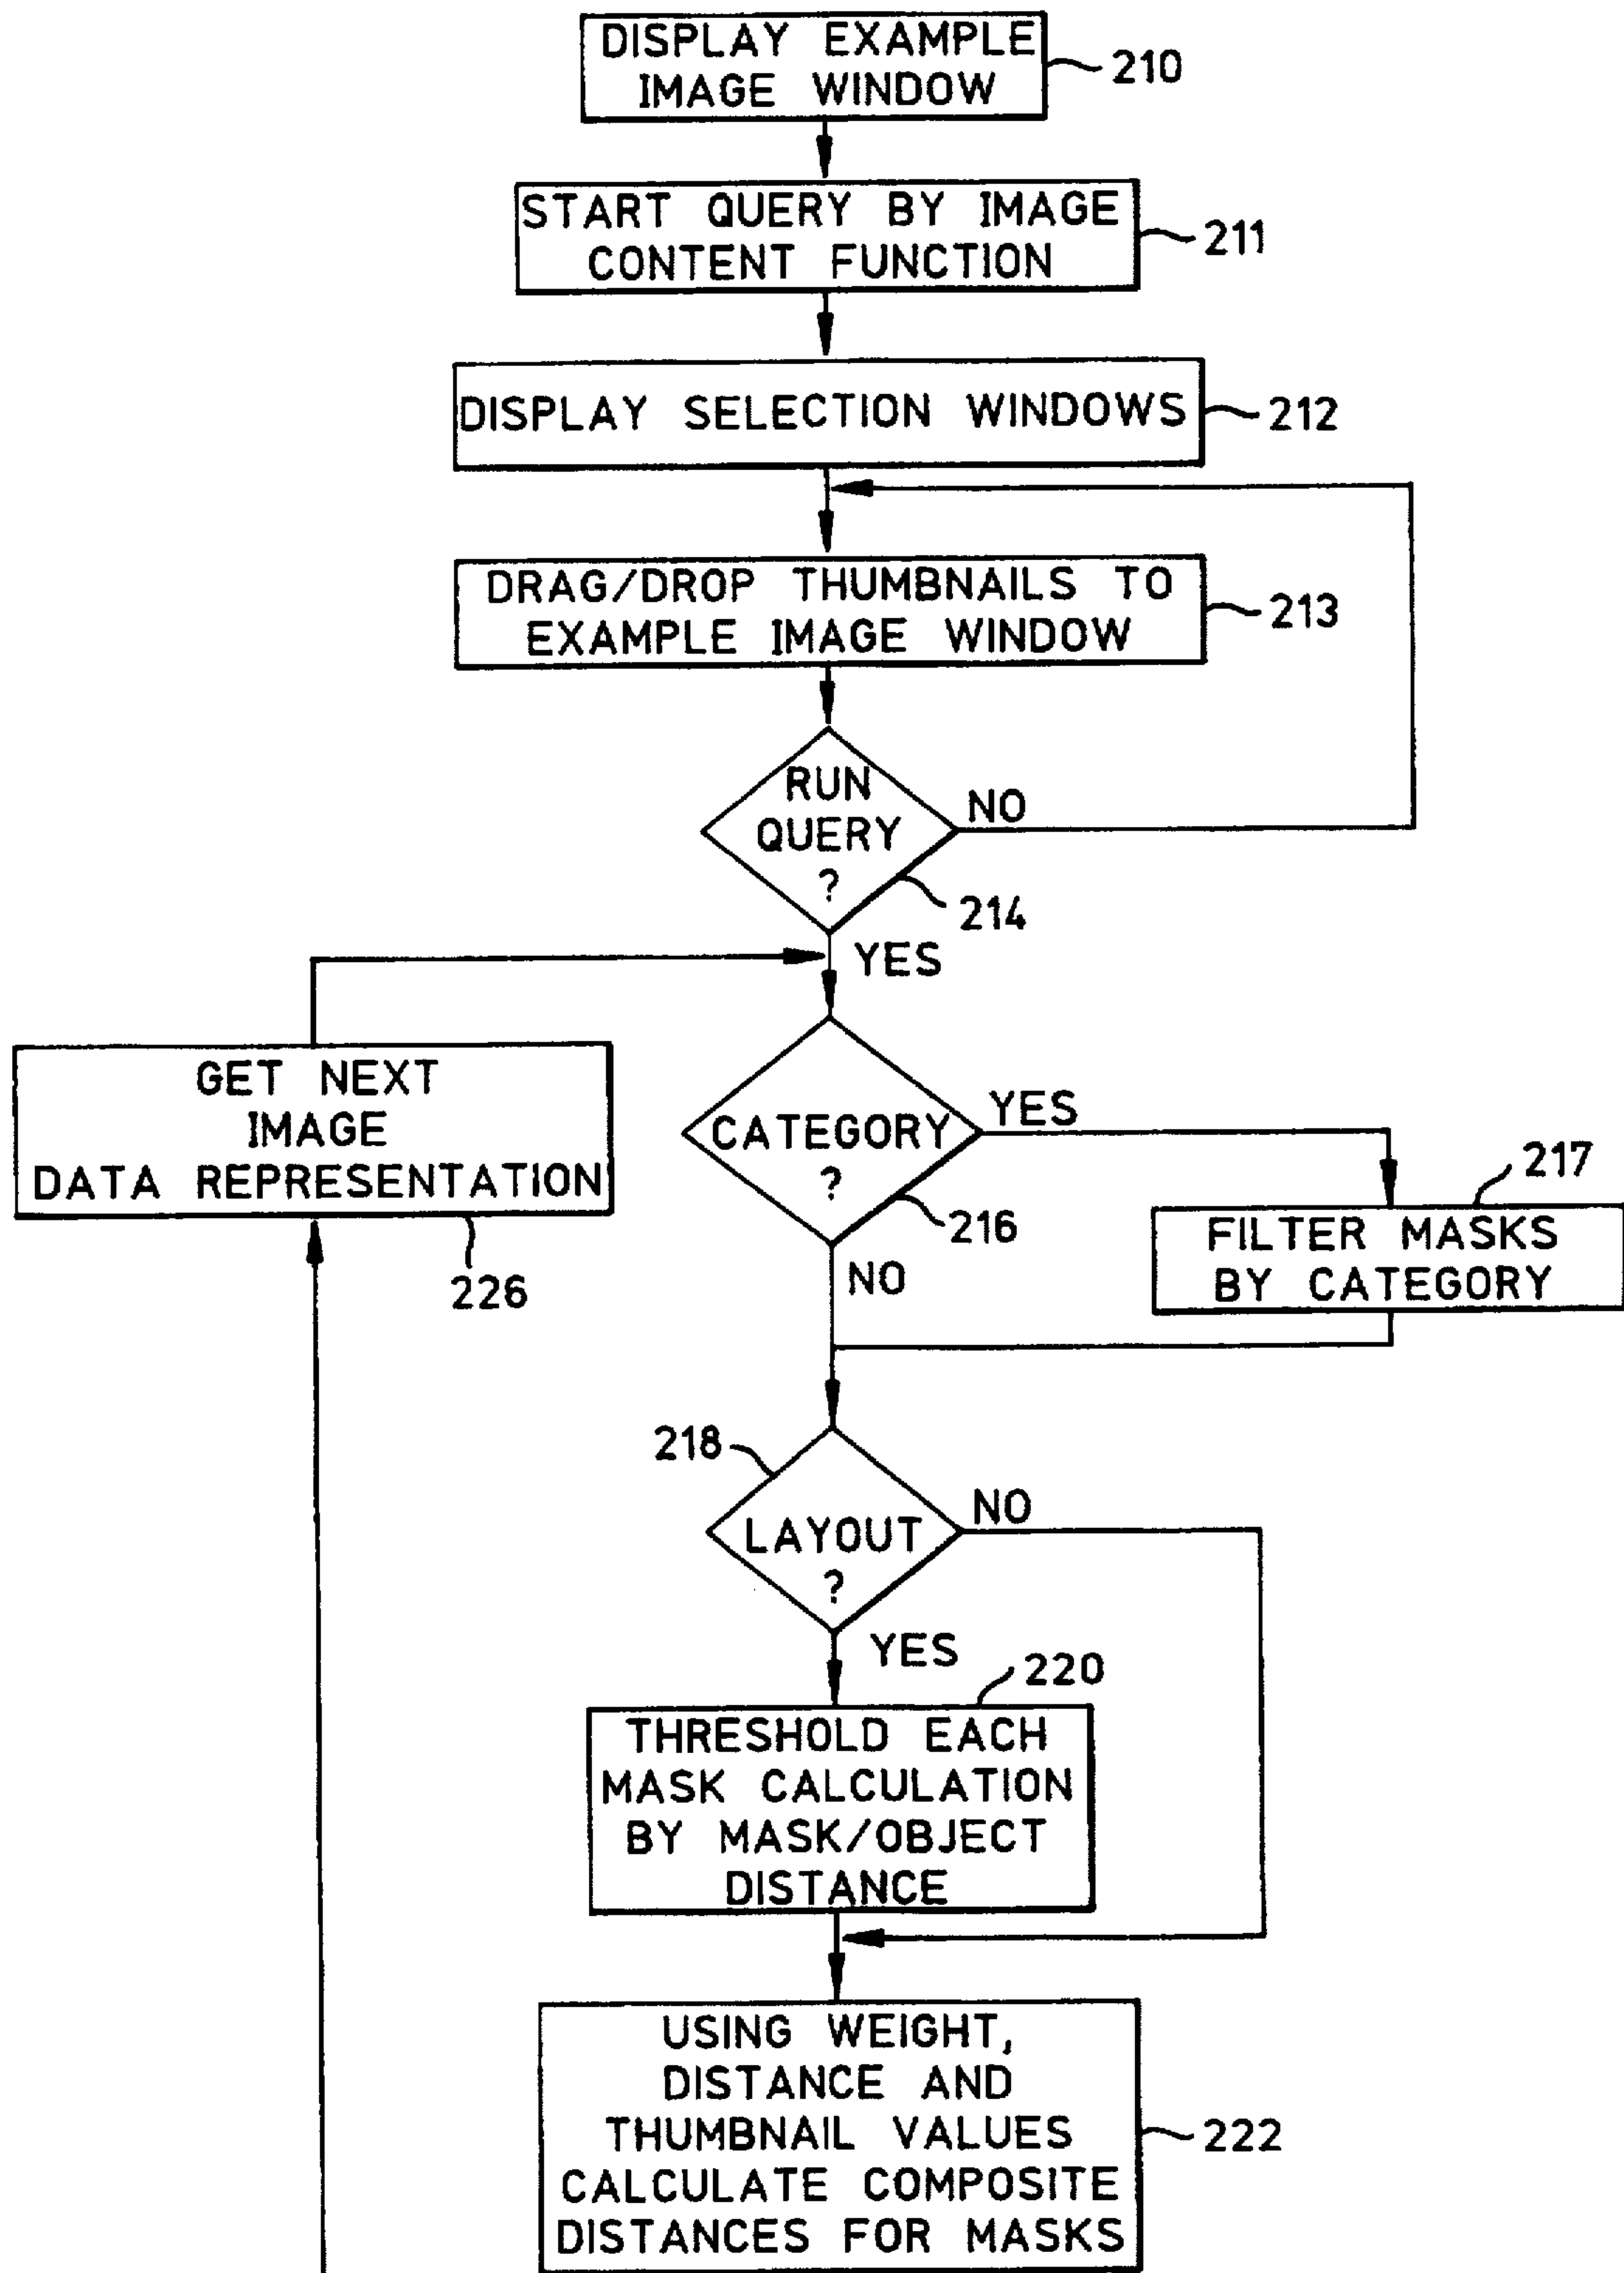 DISPLAY EXAMPLE
IMAGE WINDOW
210
START QUERY BY IMAGE
CONTENT FUNCTION
211
DISPLAY SELECTION WINDOWS
212
DRAG/DROP THUMBNAILS TO
EXAMPLE IMAGE WINDOW
213
RUN
QUERY
?
NO
214
YES
GET NEXT
IMAGE
DATA REPRESENTATION
226
CATEGORY
?
YES
216
NO
217
FILTER MASKS
BY CATEGORY
218
LAYOUT
?
NO
YES
220
THRESHOLD EACH
MASK CALCULATION
BY MASK/OBJECT
DISTANCE
USING WEIGHT,
DISTANCE AND
THUMBNAIL VALUES
CALCULATE COMPOSITE
DISTANCES FOR MASKS
222